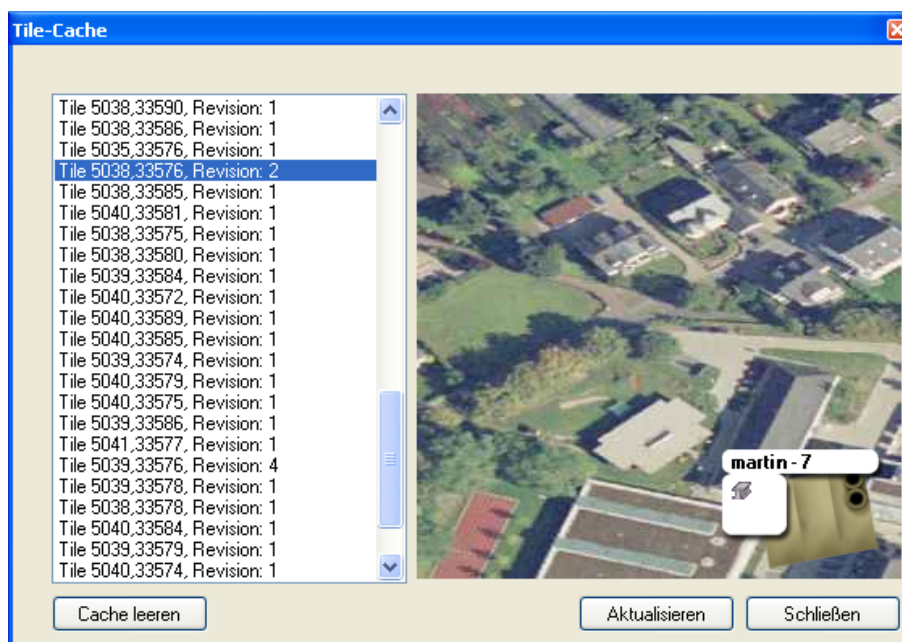 Tile-Cache
Tile 5038,33590, Revision: 1
Tile 5038,33586, Revision: 1
Tile 5035,33576, Revision: 1
Tile 5038,33576, Revision: 2
Tile 5038,33585, Revision: 1
Tile 5040,33581, Revision: 1
Tile 5038,33575, Revision: 1
Tile 5038,33580, Revision: 1
Tile 5039,33584, Revision: 1
Tile 5040,33572, Revision: 1
Tile 5040,33589, Revision: 1
Tile 5040,33585, Revision: 1
Tile 5039,33574, Revision: 1
Tile 5040,33579, Revision: 1
Tile 5040,33575, Revision: 1
Tile 5039,33586, Revision: 1
Tile 5041,33577, Revision: 1
Tile 5039,33576, Revision: 4
Tile 5039,33578, Revision: 1
Tile 5038,33578, Revision: 1
Tile 5040,33584, Revision: 1
Tile 5039,33579, Revision: 1
Tile 5040,33574, Revision: 1
martin - 7
Cache leeren
Aktualisieren
Schließen